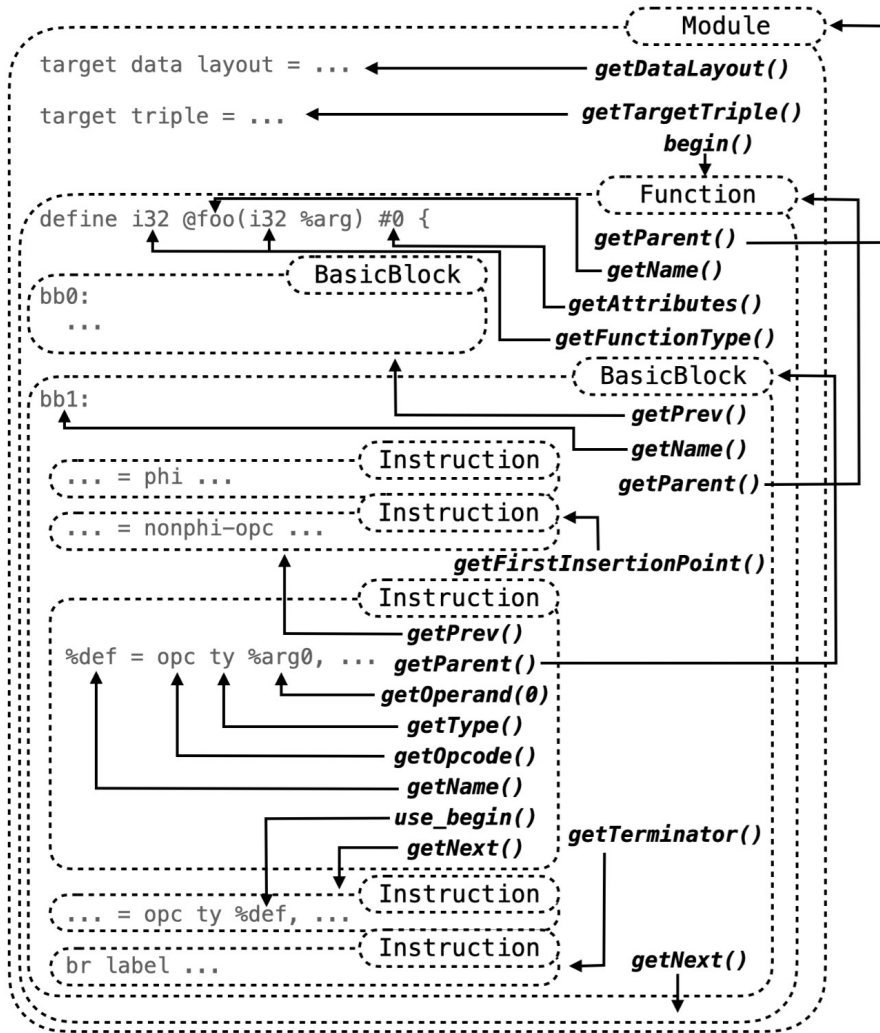 Module
target data layout = ... getDataLayout()
target triple = ... getTargetTriple()
begin()
Function
define i32 @foo(i32 %arg) #0 {
getParent()
getName()
BasicBlock
bb0:
getAttributes()
...
getFunctionType()
BasicBlock
bb1:
getPrev()
getName()
Instruction
... = phi ...
getParent()
Instruction
... = nonphi-opc ...
getFirstInsertionPoint()
Instruction
getPrev()
%def = opc ty %arg0, ... getParent()
getOperand(0)
getType()
getOpcode()
getName()
use_begin()
getTerminator()
getNext()
Instruction
... = opc ty %def, ...
Instruction
br label ...
getNext()